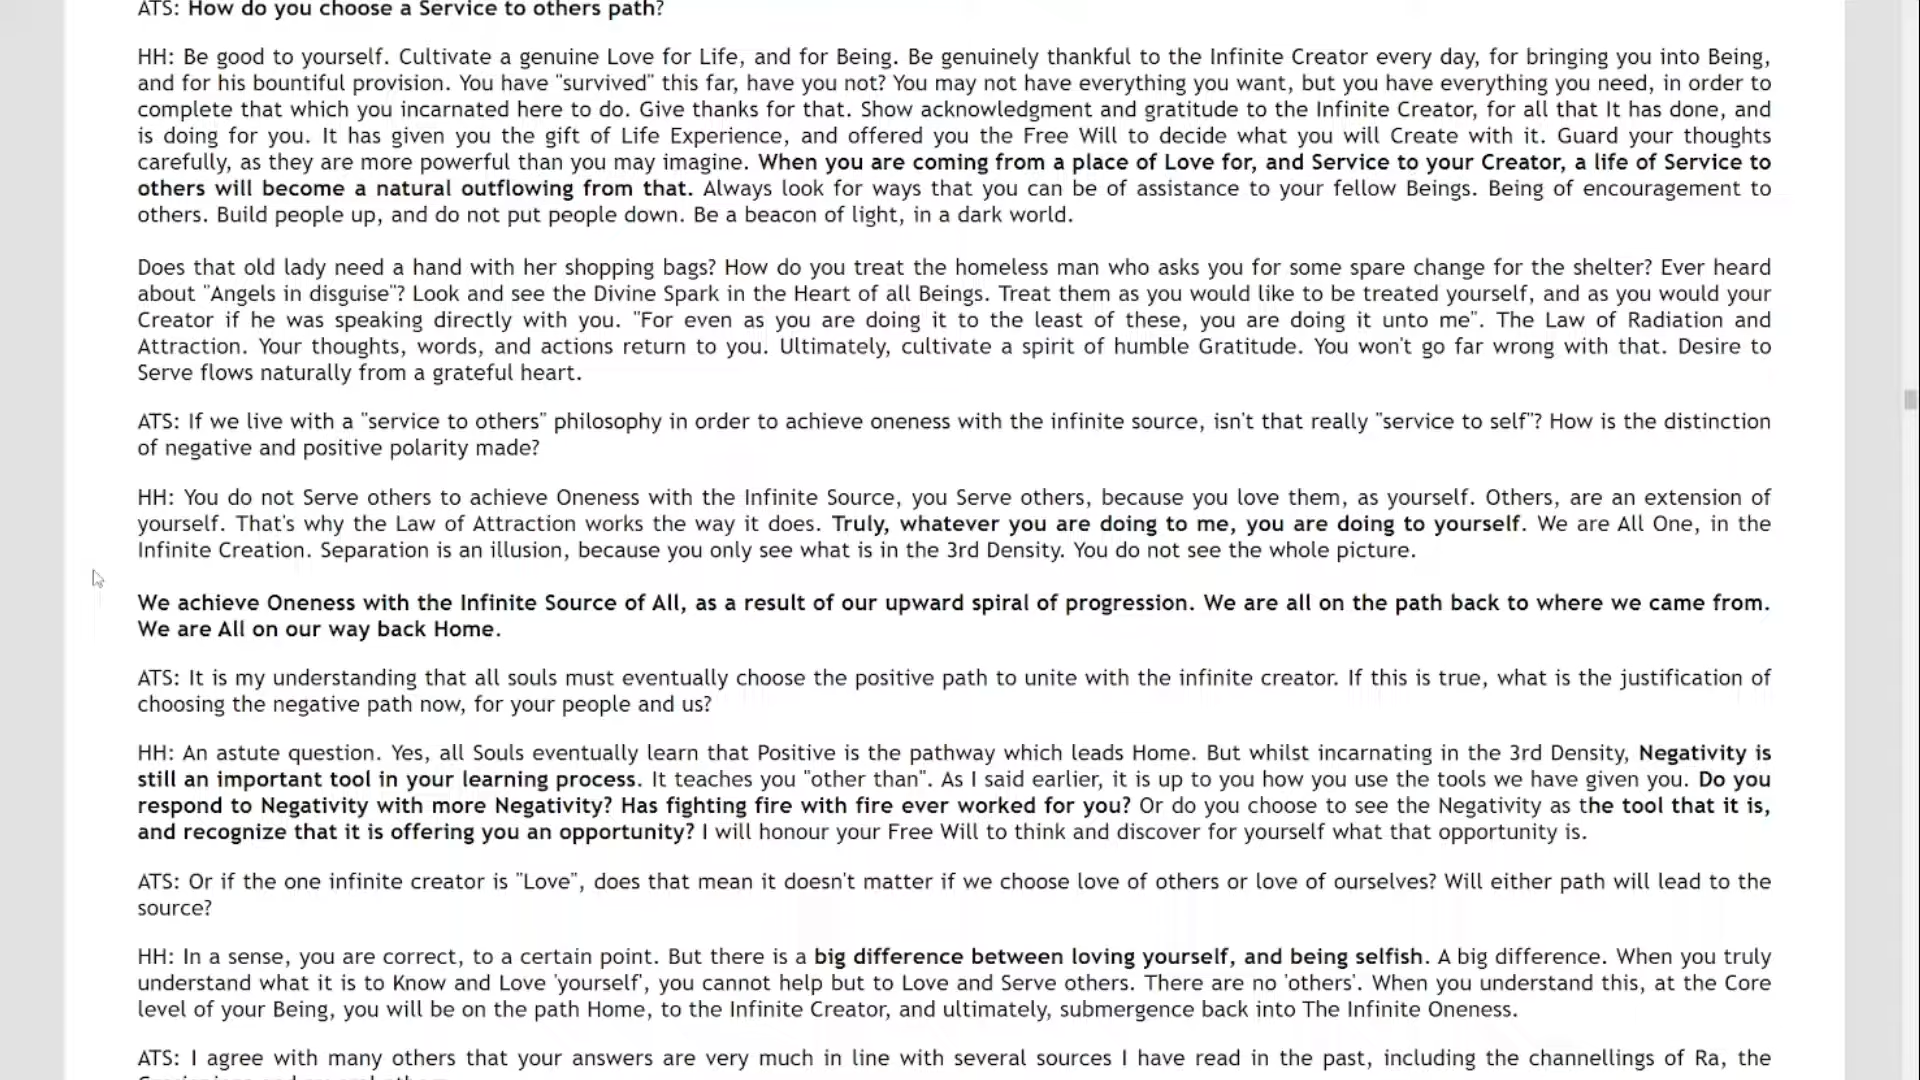 ATS: How do you choose a Service to others path?
HH: Be good to yourself. Cultivate a genuine Love for Life, and for Being. Be genuinely thankful to the Infinite Creator every day, for bringing you into Being,
and for his bountiful provision. You have "survived" this far, have you not? You may not have everything you want, but you have everything you need, in order to
complete that which you incarnated here to do. Give thanks for that. Show acknowledgment and gratitude to the Infinite Creator, for all that It has done, and
is doing for you. It has given you the gift of Life Experience, and offered you the Free Will to decide what you will Create with it. Guard your thoughts
carefully, as they are more powerful than you may imagine. When you are coming from a place of Love for, and Service to your Creator, a life of Service to
others will become a natural outflowing from that. Always look for ways that you can be of assistance to your fellow Beings. Being of encouragement to
others. Build people up, and do not put people down. Be a beacon of light, in a dark world.
Does that old lady need a hand with her shopping bags? How do you treat the homeless man who asks you for some spare change for the shelter? Ever heard
about "Angels in disguise"? Look and see the Divine Spark in the Heart of all Beings. Treat them as you would like to be treated yourself, and as you would your
Creator if he was speaking directly with you. "For even as you are doing it to the least of these, you are doing it unto me". The Law of Radiation and
Attraction. Your thoughts, words, and actions return to you. Ultimately, cultivate a spirit of humble Gratitude. You won't go far wrong with that. Desire to
Serve flows naturally from a grateful heart.
ATS: If we live with a "service to others" philosophy in order to achieve oneness with the infinite source, isn't that really "service to self"? How is the distinction
of negative and positive polarity made?
HH: You do not Serve others to achieve Oneness with the Infinite Source, you Serve others, because you love them, as yourself. Others, are an extension of
yourself. That's why the Law of Attraction works the way it does. Truly, whatever you are doing to me, you are doing to yourself. We are All One, in the
Infinite Creation. Separation is an illusion, because you only see what is in the 3rd Density. You do not see the whole picture.
We achieve Oneness with the Infinite Source of All, as a result of our upward spiral of progression. We are all on the path back to where we came from.
We are All on our way back Home.
ATS: It is my understanding that all souls must eventually choose the positive path to unite with the infinite creator. If this is true, what is the justification of
choosing the negative path now, for your people and us?
HH: An astute question. Yes, all Souls eventually learn that Positive is the pathway which leads Home. But whilst incarnating in the 3rd Density, Negativity is
still an important tool in your learning process. It teaches you "other than". As I said earlier, it is up to you how you use the tools we have given you. Do you
respond to Negativity with more Negativity? Has fighting fire with fire ever worked for you? Or do you choose to see the Negativity as the tool that it is,
and recognize that it is offering you an opportunity? I will honour your Free Will to think and discover for yourself what that opportunity is.
ATS: Or if the one infinite creator is "Love", does that mean it doesn't matter if we choose love of others or love of ourselves? Will either path will lead to the
source?
HH: In a sense, you are correct, to a certain point. But there is a big difference between loving yourself, and being selfish. A big difference. When you truly
understand what it is to Know and Love 'yourself', you cannot help but to Love and Serve others. There are no 'others'. When you understand this, at the Core
level of your Being, you will be on the path Home, to the Infinite Creator, and ultimately, submergence back into The Infinite Oneness.
ATS: I agree with many others that your answers are very much in line with several sources I have read in the past, including the channellings of Ra, the